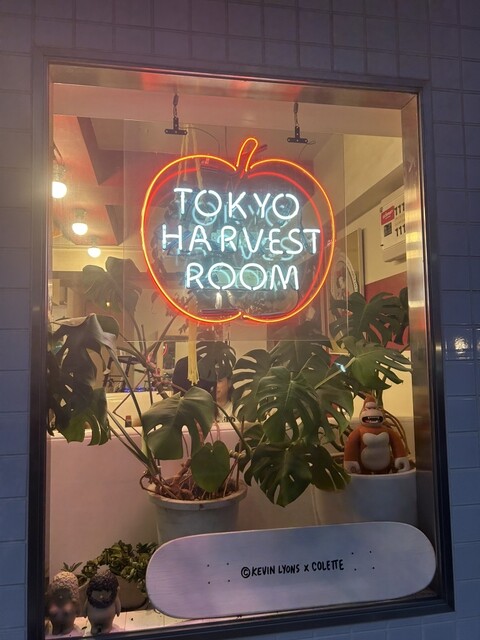 TOKYO
HARVEST
ROOM
©KEVIN LYONS x COLETTE